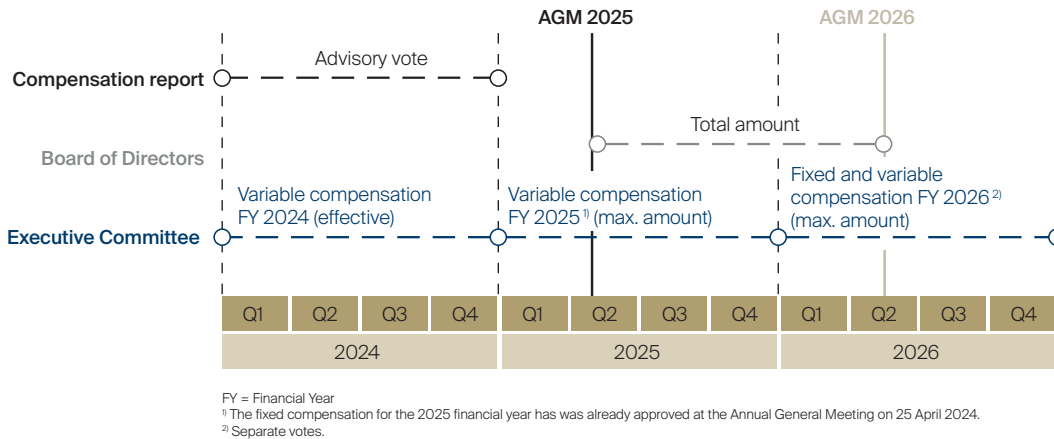 AGM 2025
AGM 2026
Advisory vote
Compensation report
Total amount
Board of Directors
Variable compensation
FY 2024 (effective)
Variable compensation
FY 2025 1) (max. amount)
Fixed and variable
compensation FY 2026 2)
(max. amount)
Executive Committee
Q1 Q2 Q3 Q4 Q1 Q2 Q3 Q4 Q1 Q2 Q3 Q4
2024 2025 2026
FY = Financial Year
1) The fixed compensation for the 2025 financial year has was already approved at the Annual General Meeting on 25 April 2024.
2) Separate votes.